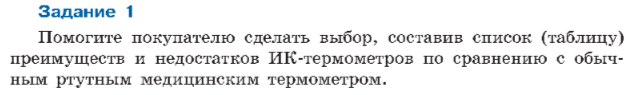 Задание 1
Помогите покупателю сделать выбор, составив список (таблицу)
преимуществ и недостатков ИК-термометров по сравнению с обыч-
ным ртутным медицинским термометром.